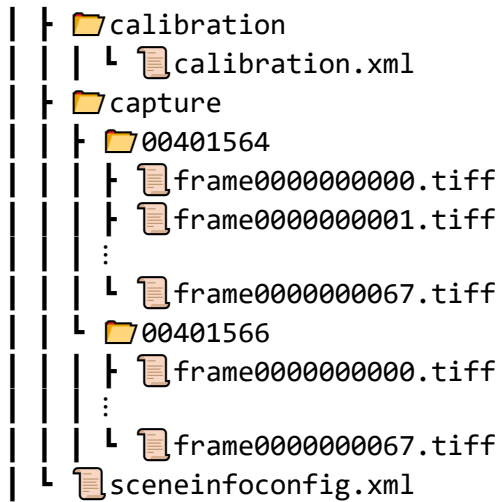 calibration
calibration.xml
capture
00401564
frame0000000000.tiff
frame0000000001.tiff
⋮
frame0000000067.tiff
00401566
frame0000000000.tiff
⋮
frame0000000067.tiff
sceneinfoconfig.xml